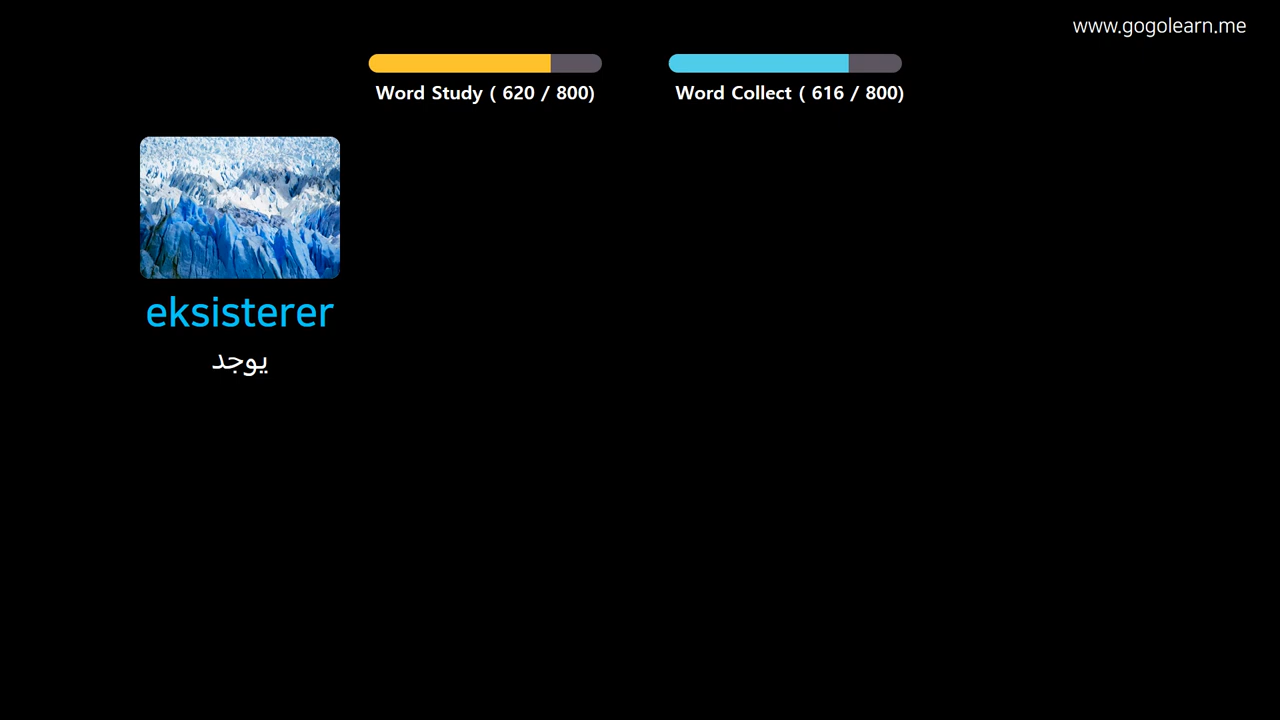 www.gogolearn.me
Word Study ( 620 / 800)
Word Collect ( 616 / 800)
eksisterer
يوجد